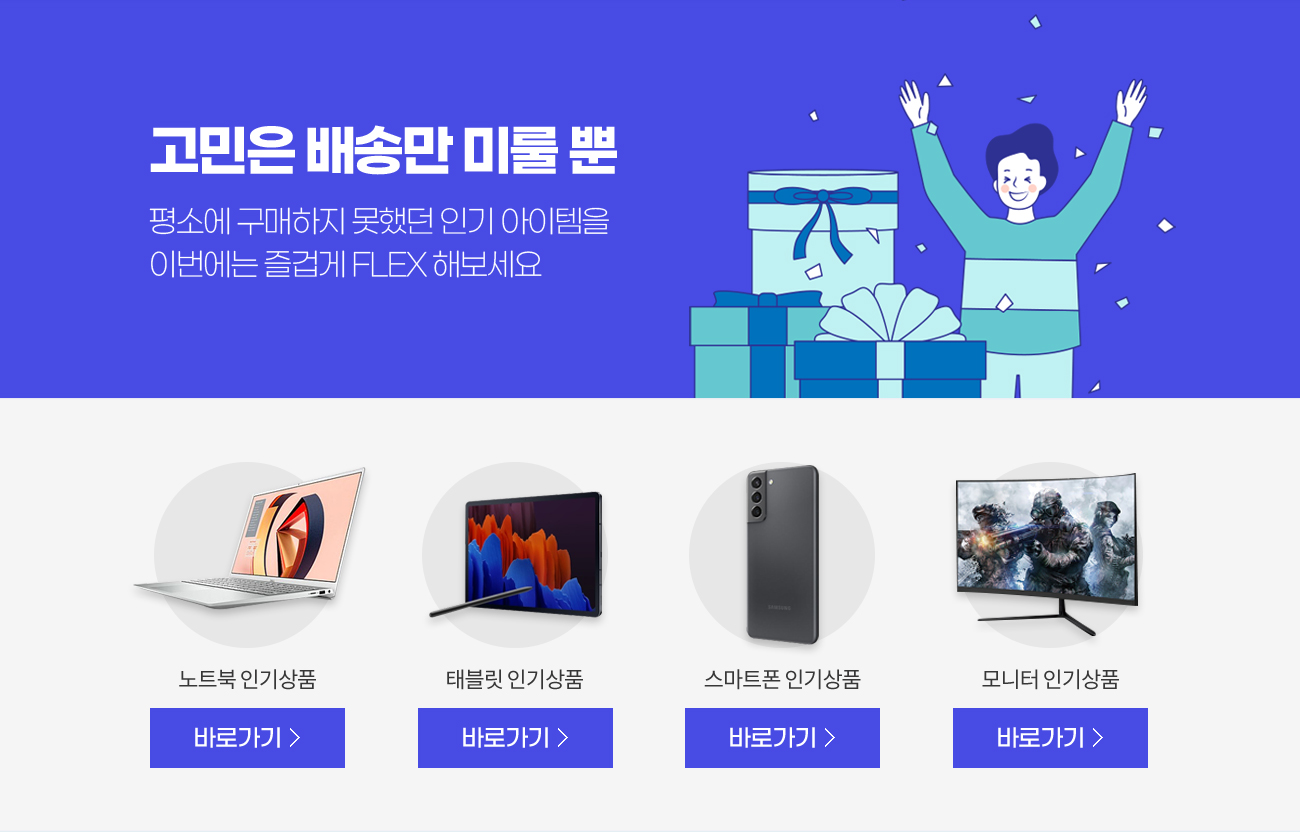 고민은 배송만 미룰 뿐
평소에 구매하지 못했던 인기 아이템을
이번에는 즐겁게 FLEX 해보세요
SAMSUNG
노트북 인기상품
태블릿 인기상품
스마트폰 인기상품
모니터 인기상품
바로가기
바로가기
바로가기
바로가기